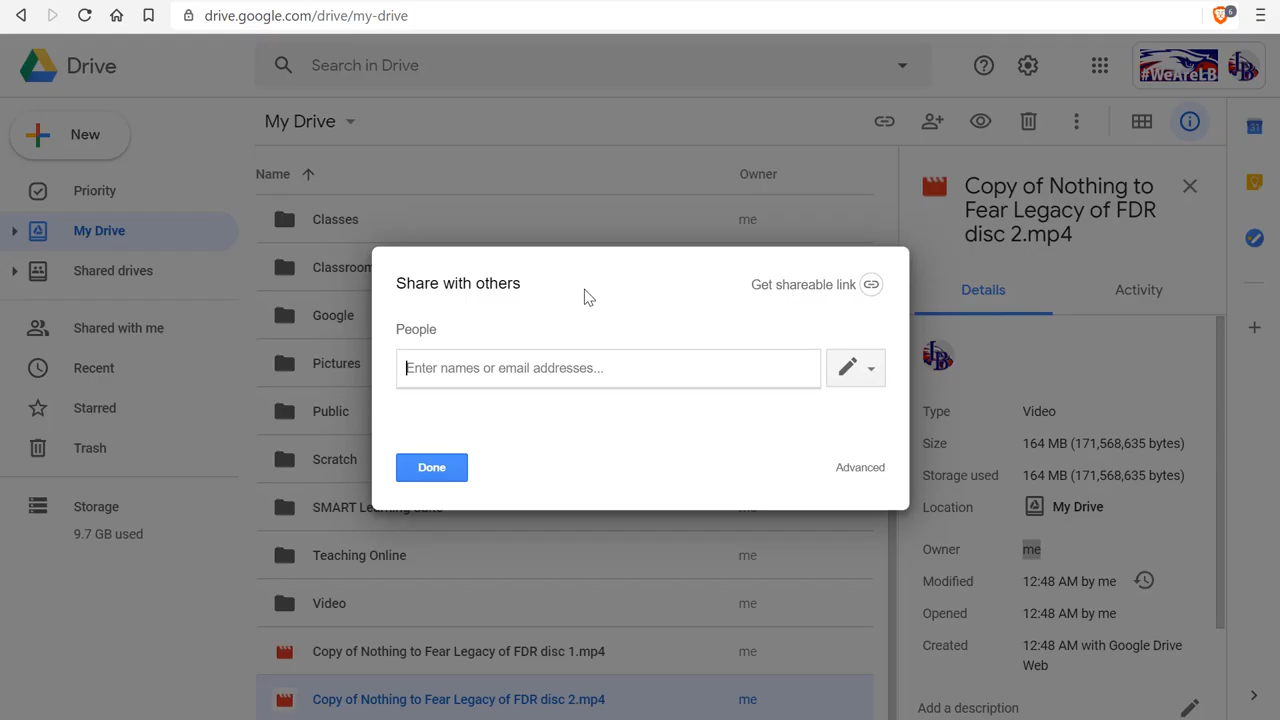 drive.google.com/drive/my-drive
6
Drive
Search in Drive
#WeAreLB
LB
New
My Drive
31
Priority
My Drive
Shared drives
Shared with me
Recent
Starred
Trash
Storage
9.7 GB used
Name
Owner
Classes
me
Classroom
Google
Pictures
Public
Scratch
SMART Learning Suite
me
Teaching Online
me
Video
me
Copy of Nothing to Fear Legacy of FDR disc 1.mp4
me
Copy of Nothing to Fear Legacy of FDR disc 2.mp4
me
Share with others
Get shareable link
People
Enter names or email addresses...
Done
Advanced
Copy of Nothing to
Fear Legacy of FDR
disc 2.mp4
Details
Activity
LB
Type
Video
Size
164 MB (171,568,635 bytes)
Storage used
164 MB (171,568,635 bytes)
Location
My Drive
Owner
me
Modified
12:48 AM by me
Opened
12:48 AM by me
Created
12:48 AM with Google Drive
Web
Add a description